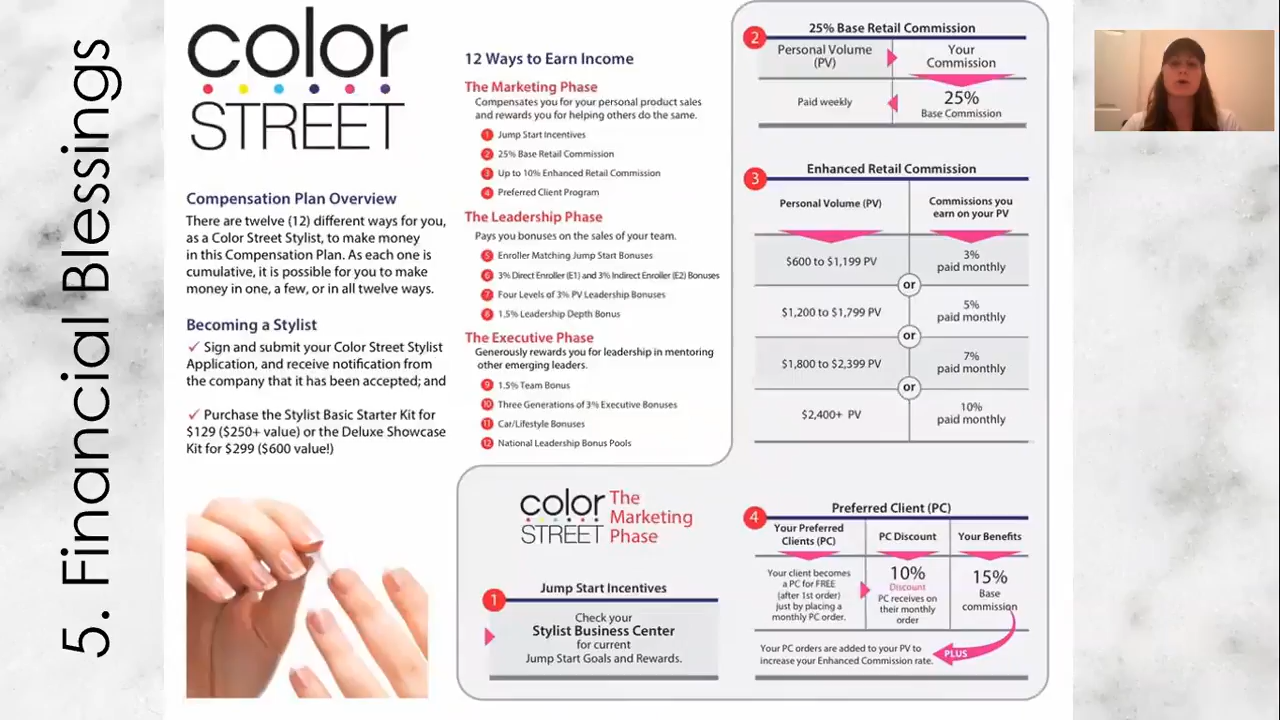 5. Financial Blessings
color
STREET
Compensation Plan Overview
There are twelve (12) different ways for you,
as a Color Street Stylist, to make money
in this Compensation Plan. As each one is
cumulative, it is possible for you to make
money in one, a few, or in all twelve ways.
Becoming a Stylist
✓ Sign and submit your Color Street Stylist
Application, and receive notification from
the company that it has been accepted; and
✓ Purchase the Stylist Basic Starter Kit for
$129 ($250+ value) or the Deluxe Showcase
Kit for $299 ($600 value!)
12 Ways to Earn Income
The Marketing Phase
Compensates you for your personal product sales
and rewards you for helping others do the same.
1 Jump Start Incentives
2 25% Base Retail Commission
3 Up to 10% Enhanced Retail Commission
4 Preferred Client Program
The Leadership Phase
Pays you bonuses on the sales of your team.
5 Enroller Matching Jump Start Bonuses
6 3% Direct Enroller (E1) and 3% Indirect Enroller (E2) Bonuses
7 Four Levels of 3% PV Leadership Bonuses
8 1.5% Leadership Depth Bonus
The Executive Phase
Generously rewards you for leadership in mentoring
other emerging leaders.
9 1.5% Team Bonus
10 Three Generations of 3% Executive Bonuses
11 Car/Lifestyle Bonuses
12 National Leadership Bonus Pools
color
STREET
The
Marketing
Phase
1
Jump Start Incentives
Check your
Stylist Business Center
for current
Jump Start Goals and Rewards.
2
25% Base Retail Commission
Personal Volume
(PV)
Your
Commission
Paid weekly
25%
Base Commission
3
Enhanced Retail Commission
Personal Volume (PV)
Commissions you
earn on your PV
$600 to $1,199 PV
3%
paid monthly
or
$1,200 to $1,799 PV
5%
paid monthly
or
$1,800 to $2,399 PV
7%
paid monthly
or
$2,400+ PV
10%
paid monthly
4
Preferred Client (PC)
Your Preferred
Clients (PC)
PC Discount
Your Benefits
Your client becomes
a PC for FREE
(after 1st order)
just by placing a
monthly PC order.
10%
Discount
PC receives on
their monthly
order
15%
Base
commission
Your PC orders are added to your PV to
increase your Enhanced Commission rate.
PLUS